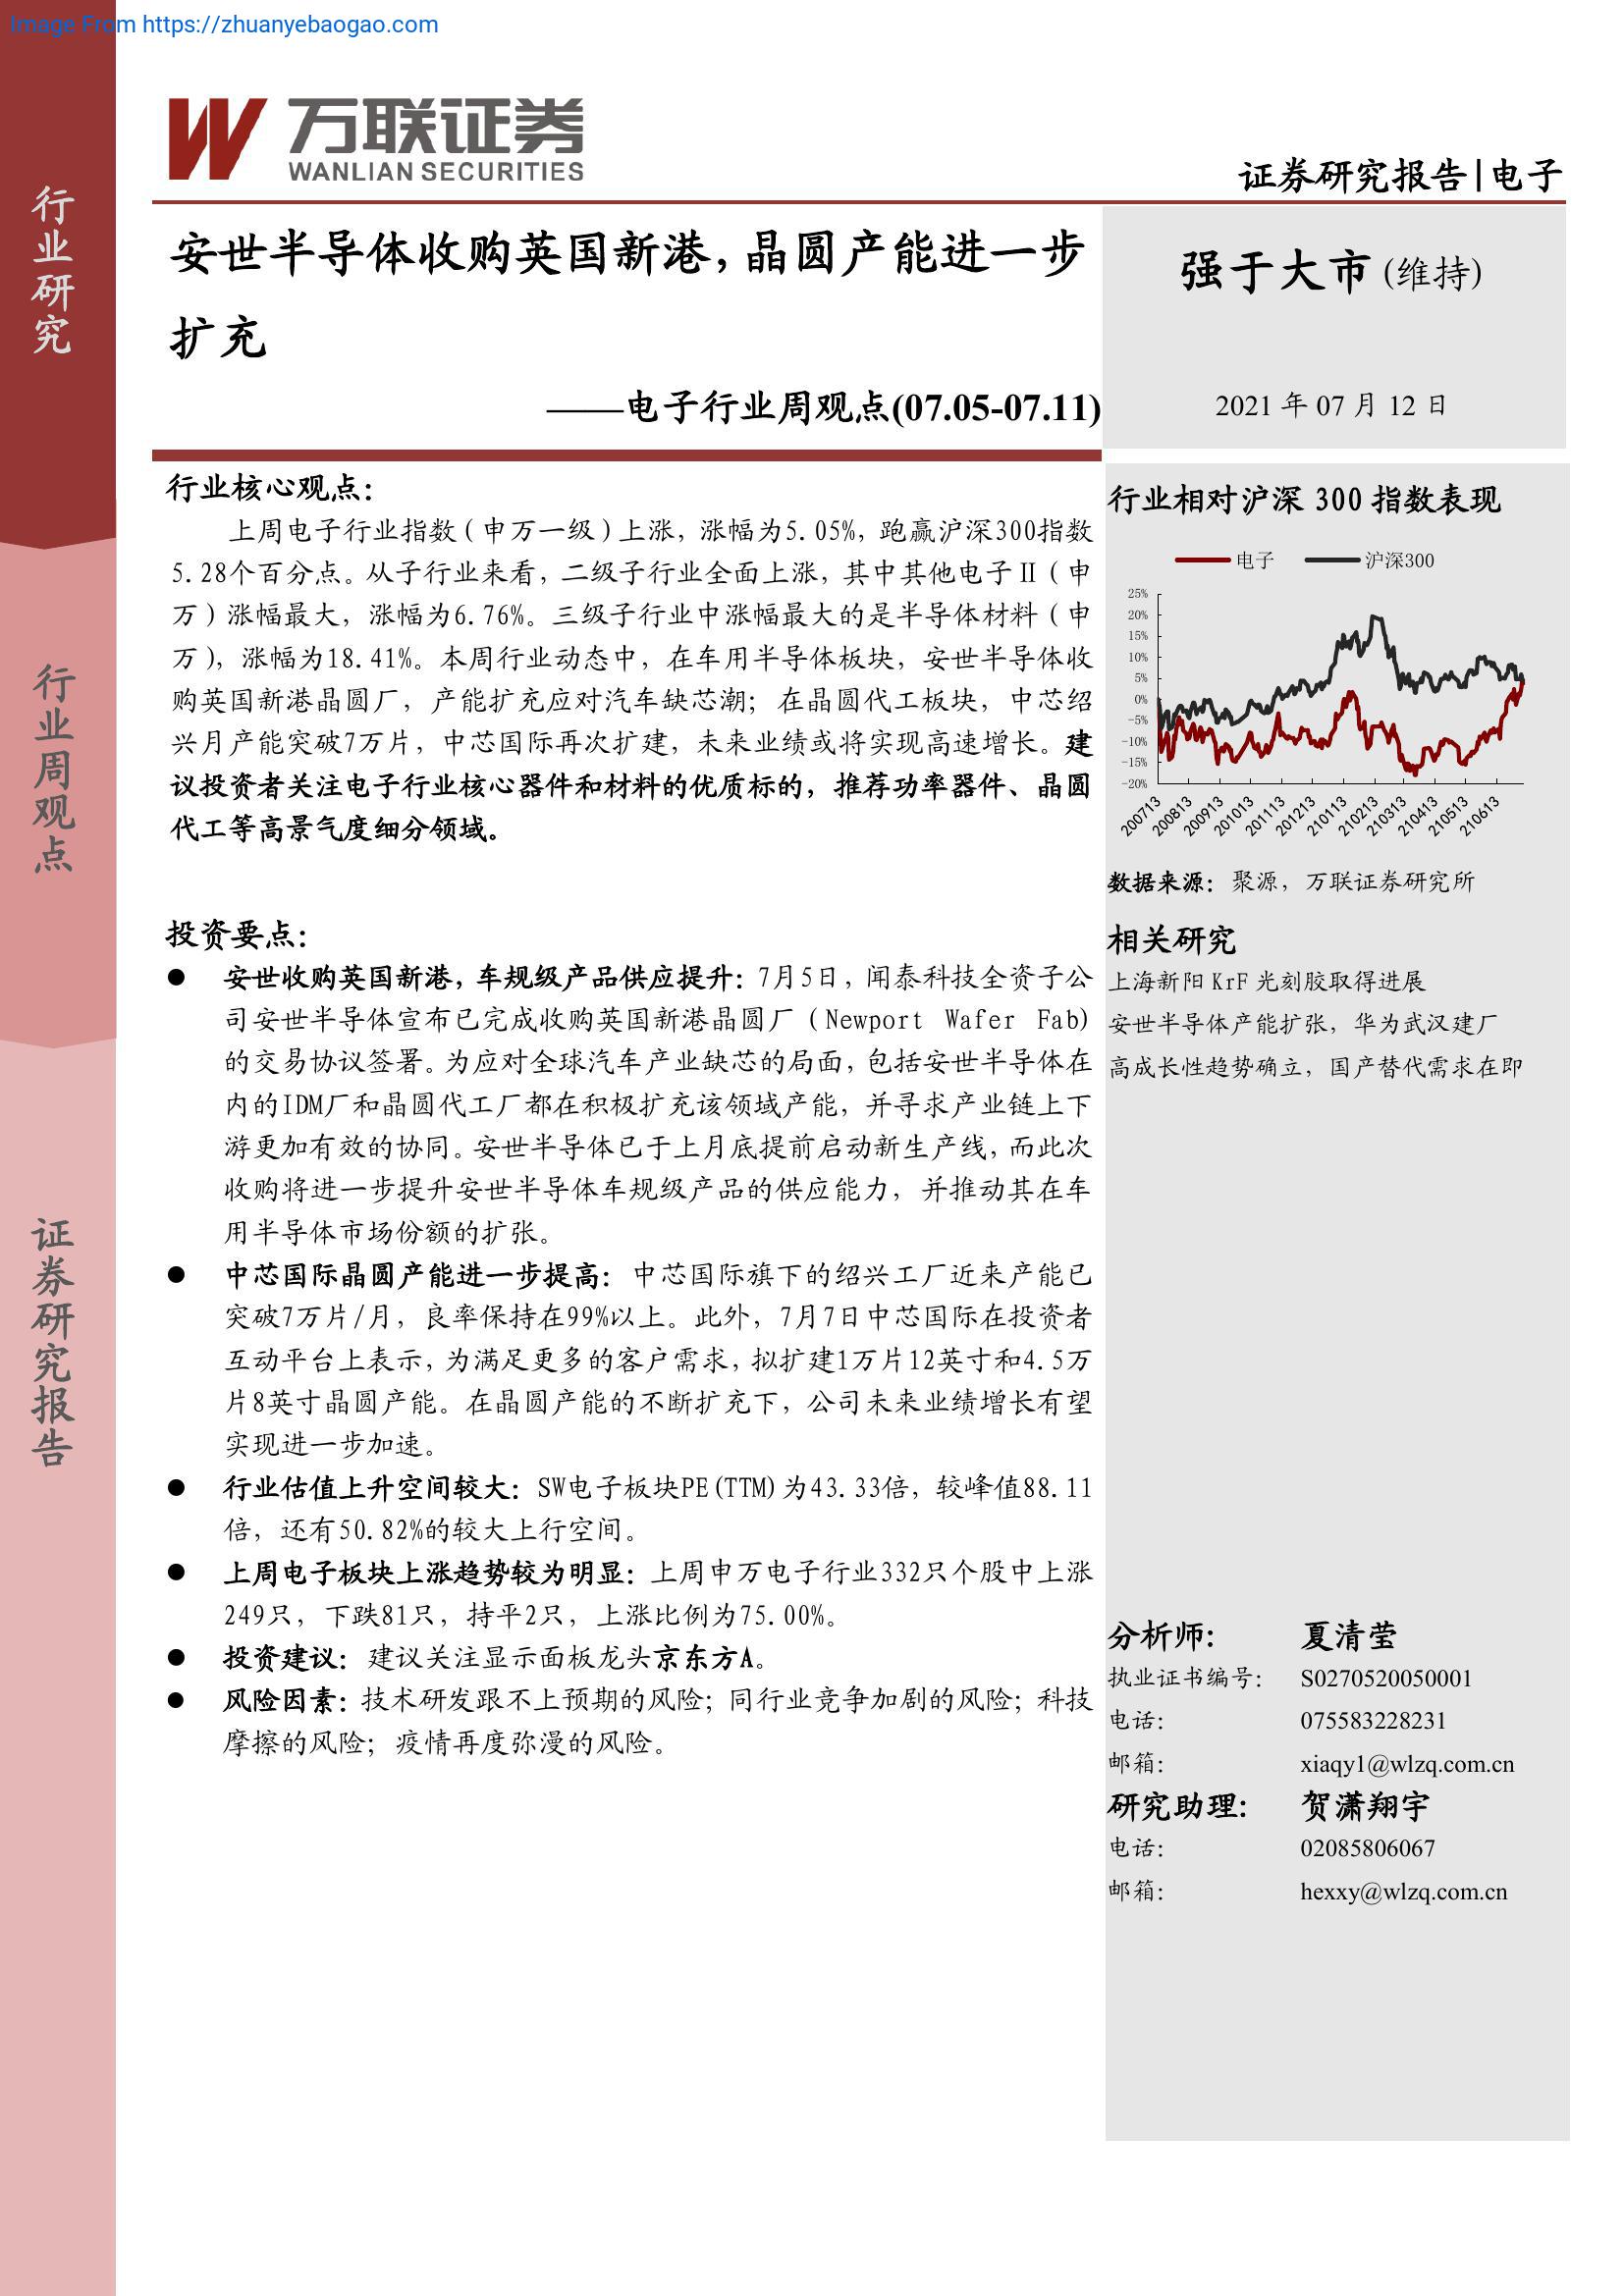 Image From https://zhuanyebaogao.com
万联证券
WANLIAN SECURITIES
证券研究报告|电子
行业研究
行业周观点
证券研究报告
安世半导体收购英国新港,晶圆产能进一步
扩充
——电子行业周观点(07.05-07.11)
强于大市(维持)
2021 年 07 月 12 日
行业核心观点：
上周电子行业指数（申万一级）上涨，涨幅为5.05%，跑赢沪深300指数
5.28个百分点。从子行业来看，二级子行业全面上涨，其中其他电子Ⅱ（申
万）涨幅最大，涨幅为6.76%。三级子行业中涨幅最大的是半导体材料（申
万），涨幅为18.41%。本周行业动态中，在车用半导体板块，安世半导体收
购英国新港晶圆厂，产能扩充应对汽车缺芯潮；在晶圆代工板块，中芯绍
兴月产能突破7万片，中芯国际再次扩建，未来业绩或将实现高速增长。建
议投资者关注电子行业核心器件和材料的优质标的，推荐功率器件、晶圆
代工等高景气度细分领域。
投资要点：
● 安世收购英国新港，车规级产品供应提升：7月5日，闻泰科技全资子公
司安世半导体宣布已完成收购英国新港晶圆厂（Newport Wafer Fab)
的交易协议签署。为应对全球汽车产业缺芯的局面，包括安世半导体在
内的IDM厂和晶圆代工厂都在积极扩充该领域产能，并寻求产业链上下
游更加有效的协同。安世半导体已于上月底提前启动新生产线，而此次
收购将进一步提升安世半导体车规级产品的供应能力，并推动其在车
用半导体市场份额的扩张。
● 中芯国际晶圆产能进一步提高：中芯国际旗下的绍兴工厂近来产能已
突破7万片/月，良率保持在99%以上。此外，7月7日中芯国际在投资者
互动平台上表示，为满足更多的客户需求，拟扩建1万片12英寸和4.5万
片8英寸晶圆产能。在晶圆产能的不断扩充下，公司未来业绩增长有望
实现进一步加速。
● 行业估值上升空间较大：SW电子板块PE(TTM)为43.33倍，较峰值88.11
倍，还有50.82%的较大上行空间。
● 上周电子板块上涨趋势较为明显：上周申万电子行业332只个股中上涨
249只，下跌81只，持平2只，上涨比例为75.00%。
● 投资建议：建议关注显示面板龙头京东方A。
● 风险因素：技术研发跟不上预期的风险；同行业竞争加剧的风险；科技
摩擦的风险；疫情再度弥漫的风险。
行业相对沪深 300 指数表现
电子 沪深300
25%
20%
15%
10%
5%
0%
-5%
-10%
-15%
-20%
200713 200813 200913 201013 201113 201213 210113 210213 210313 210413 210513 210613
数据来源：聚源，万联证券研究所
相关研究
上海新阳 KrF 光刻胶取得进展
安世半导体产能扩张，华为武汉建厂
高成长性趋势确立，国产替代需求在即
分析师: 夏清莹
执业证书编号： S0270520050001
电话： 075583228231
邮箱： xiaqy1@wlzq.com.cn
研究助理: 贺潇翔宇
电话： 02085806067
邮箱： hexxy@wlzq.com.cn